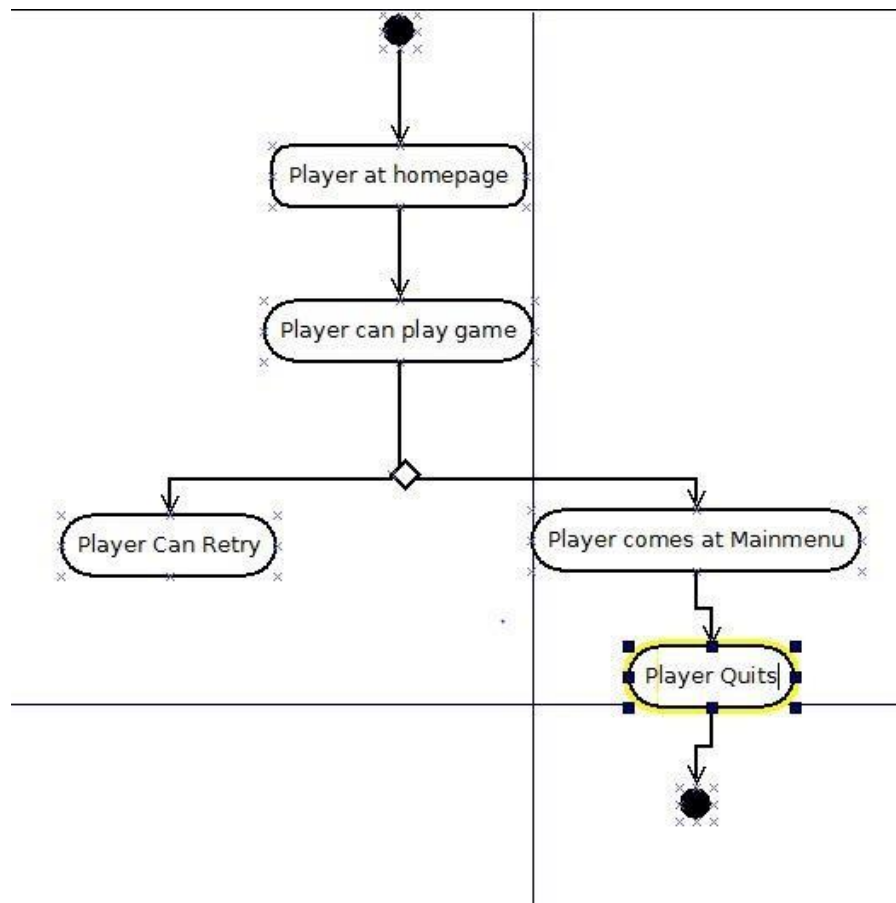 Player at homepage
Player can play game
Player Can Retry
Player comes at Mainmenu
Player Quits